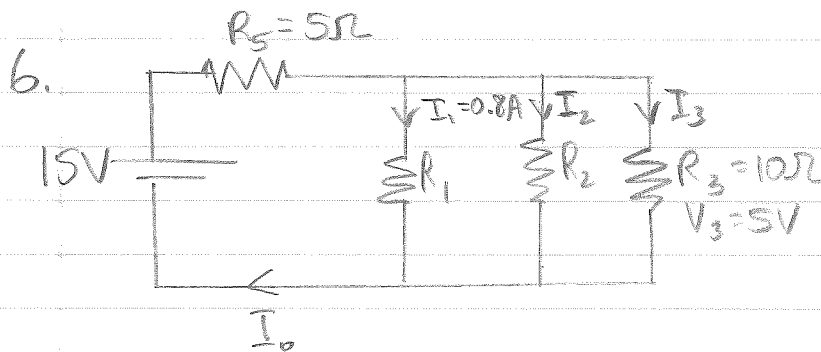 R₅=5Ω
6.
I₁=0.8A
I₂
I₃
15V
R₁
R₂
R₃=10Ω
V₃=5V
I₀